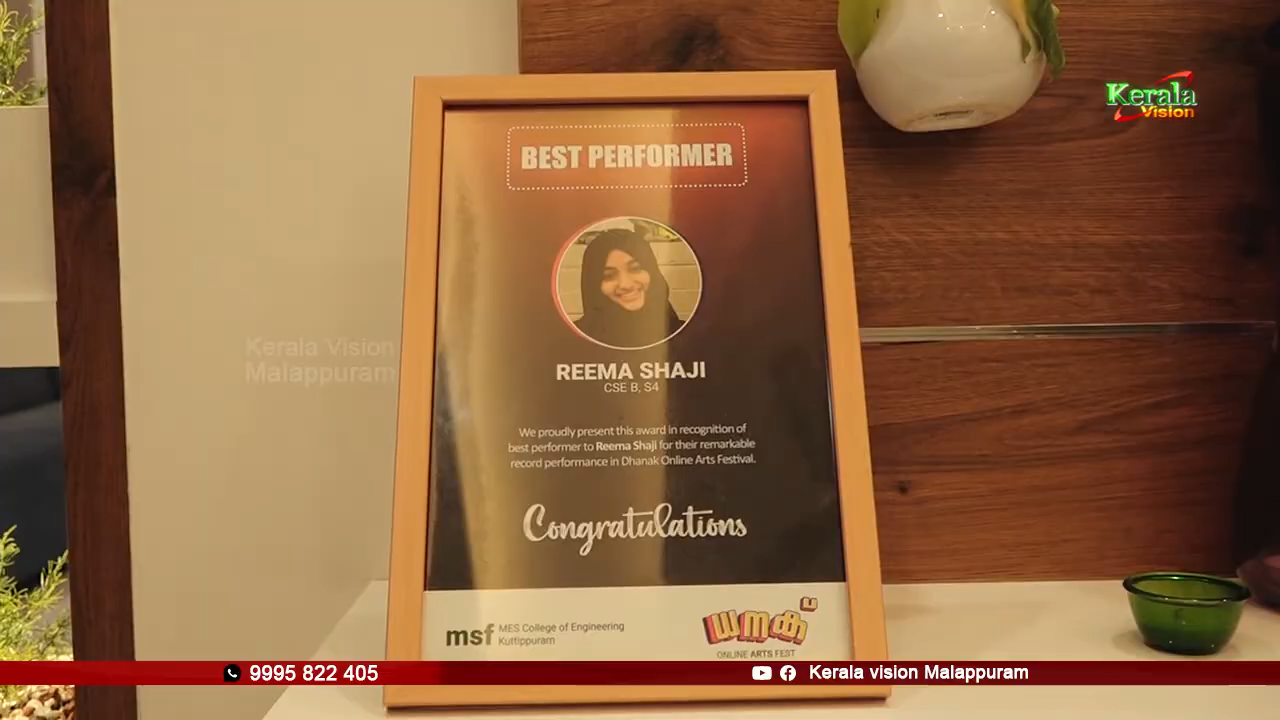 BEST PERFORMER
Kerala
Vision
Kerala Vision
Malappuram
REEMA SHAJI
CSE B, S4
We proudly present this award in recognition of
best performer to Reema Shaji for their remarkable
record performance in Dhanak Online Arts Festival.
Congratulations
msf MES College of Engineering
Kuttippuram
ധനക്
ONLINE ARTS FEST
9995 822 405
Kerala vision Malappuram